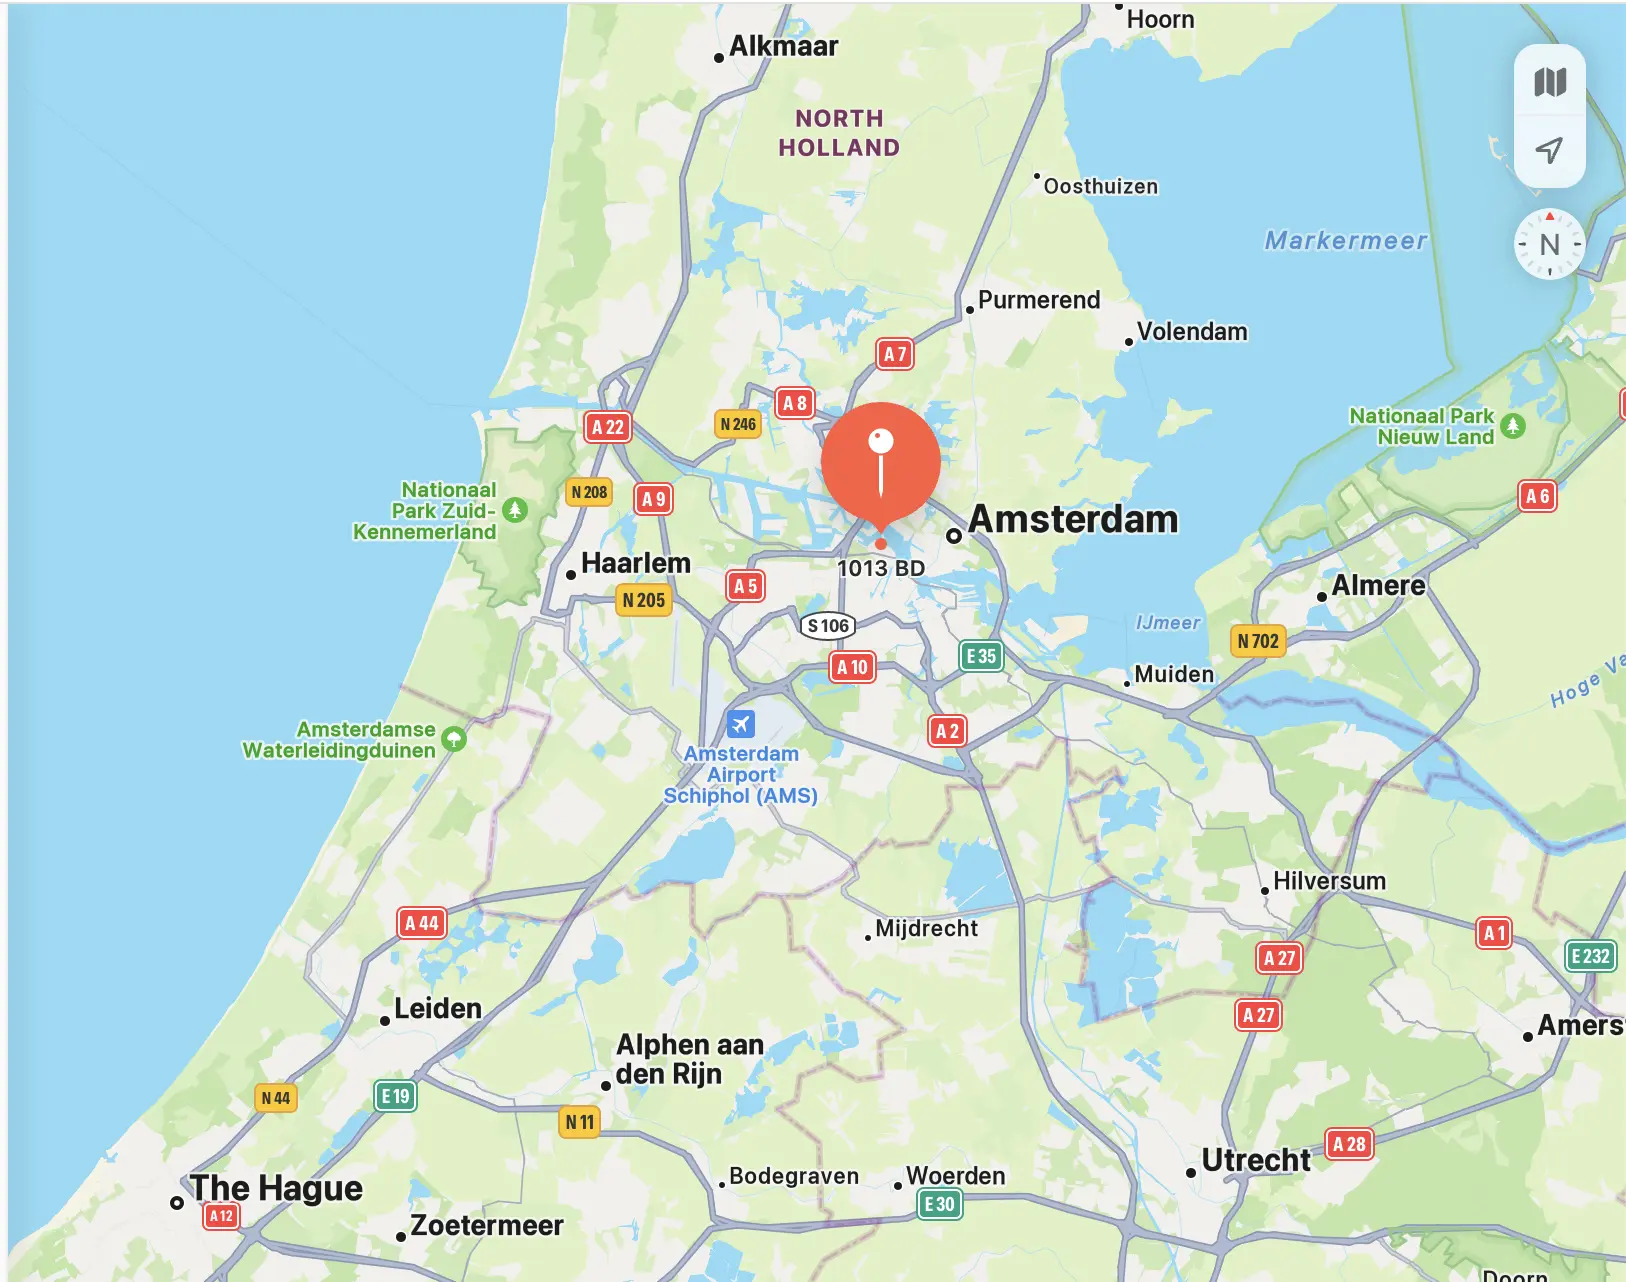 Hoorn
Alkmaar
NORTH
HOLLAND
Oosthuizen
Markermeer
N
Purmerend
Volendam
A 7
A 8
N 246
A 22
Nationaal Park
Nieuw Land
A 6
N 208
A 9
Nationaal
Park Zuid-
Kennemerland
Amsterdam
1013 BD
Haarlem
A 5
N 205
Almere
S 106
IJmeer
N 702
E 35
A 10
Muiden
Hoge
A 2
Amsterdamse
Waterleidingduinen
Amsterdam
Airport
Schiphol (AMS)
Hilversum
A 44
Mijdrecht
A 1
A 27
E 232
Leiden
A 27
Amers
Alphen aan
den Rijn
N 44
E 19
N 11
A 28
Utrecht
Bodegraven
Woerden
E 30
The Hague
A 12
Zoetermeer
Doorn